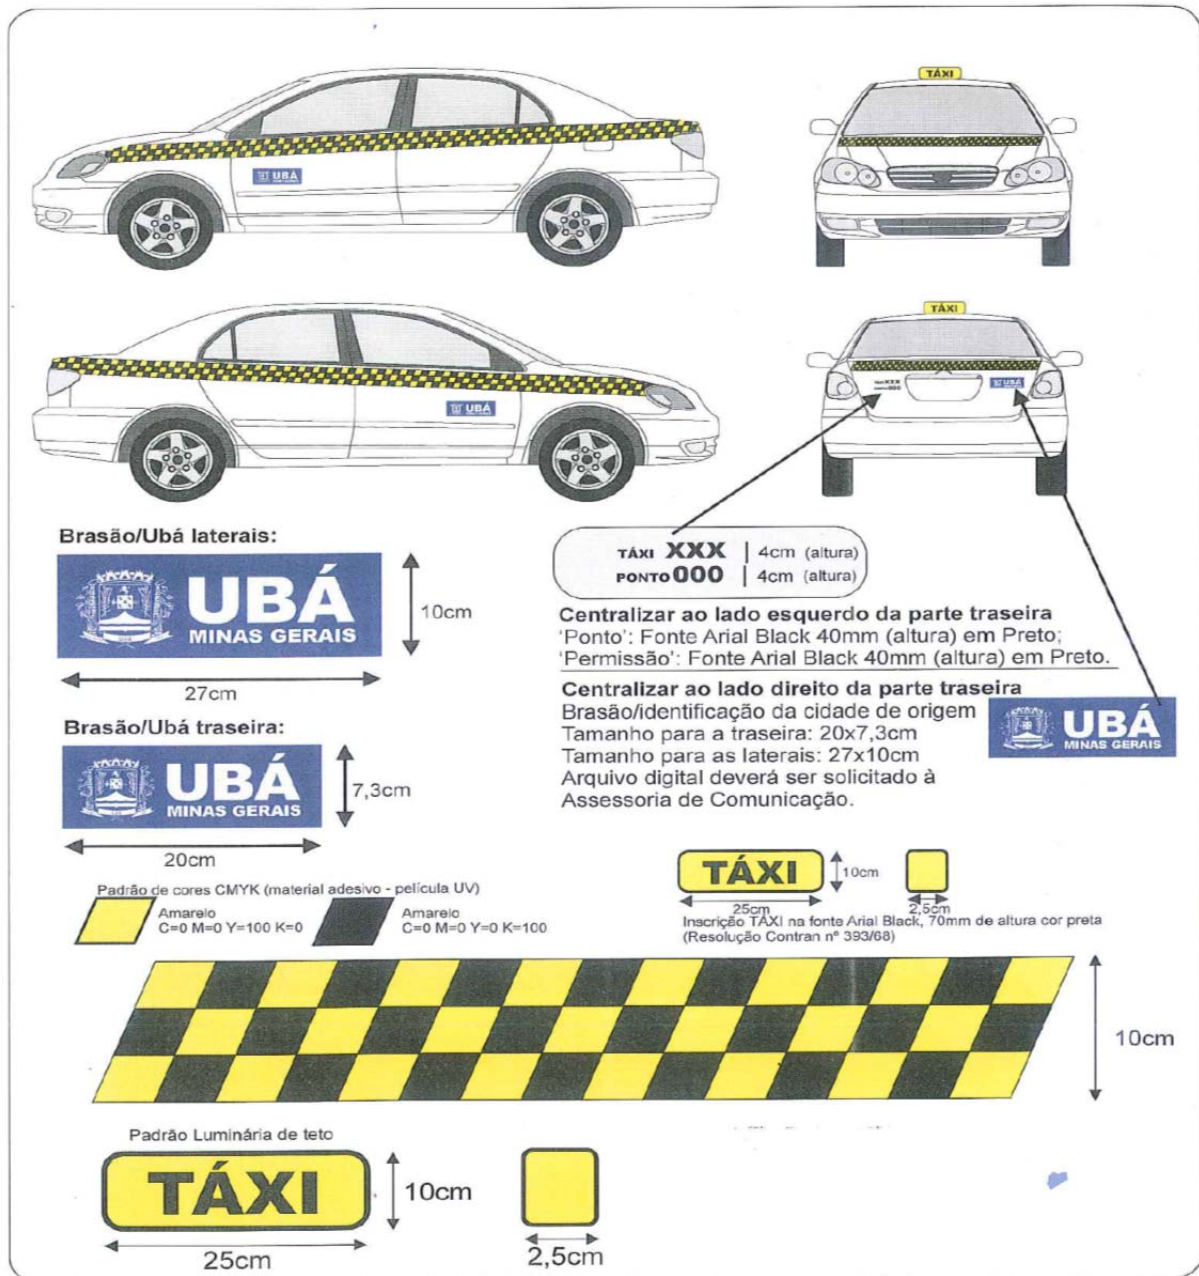 TÁXI
UBÁ
TÁXI
UBÁ
XXX
000
UBÁ
Brasão/Ubá laterais:
UBÁ
MINAS GERAIS
10cm
27cm
TÁXI XXX | 4cm (altura)
PONTO 000 | 4cm (altura)
Centralizar ao lado esquerdo da parte traseira
'Ponto': Fonte Arial Black 40mm (altura) em Preto;
'Permissão': Fonte Arial Black 40mm (altura) em Preto.
Centralizar ao lado direito da parte traseira
Brasão/identificação da cidade de origem
Tamanho para a traseira: 20x7,3cm
Tamanho para as laterais: 27x10cm
Arquivo digital deverá ser solicitado à
Assessoria de Comunicação.
UBÁ
MINAS GERAIS
Brasão/Ubá traseira:
UBÁ
MINAS GERAIS
7,3cm
20cm
Padrão de cores CMYK (material adesivo - película UV)
Amarelo
C=0 M=0 Y=100 K=0
Amarelo
C=0 M=0 Y=0 K=100
TÁXI
10cm
25cm
2,5cm
Inscrição TÁXI na fonte Arial Black, 70mm de altura cor preta
(Resolução Contran nº 393/68)
10cm
Padrão Luminária de teto
TÁXI
10cm
25cm
2,5cm